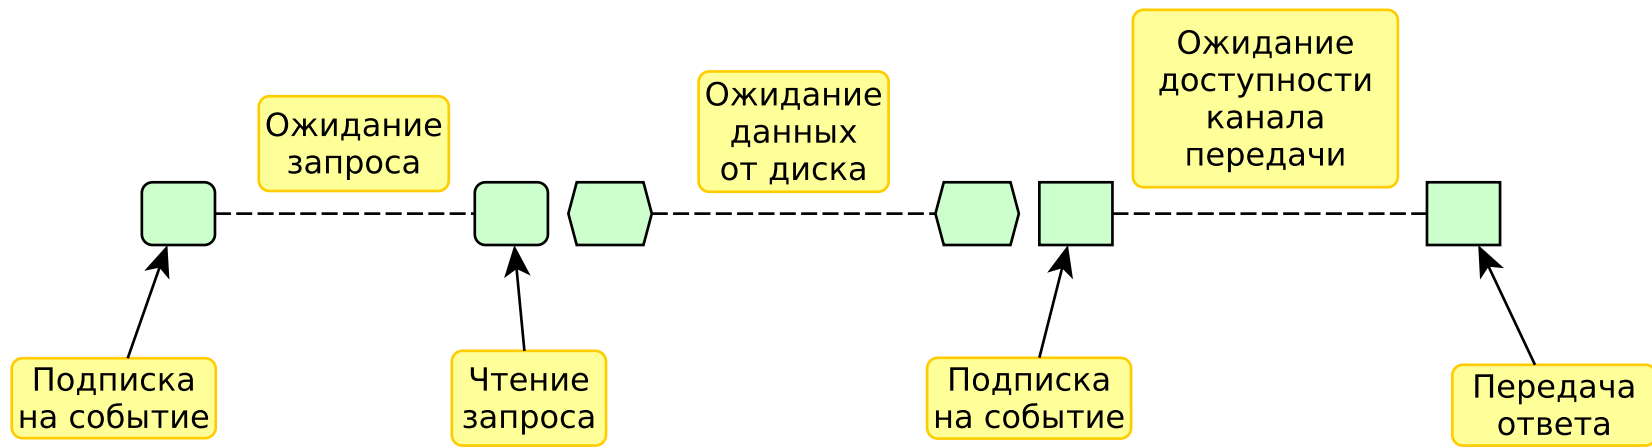 Ожидание
запроса
Ожидание
данных
от диска
Ожидание
доступности
канала
передачи
Подписка
на событие
Чтение
запроса
Подписка
на событие
Передача
ответа